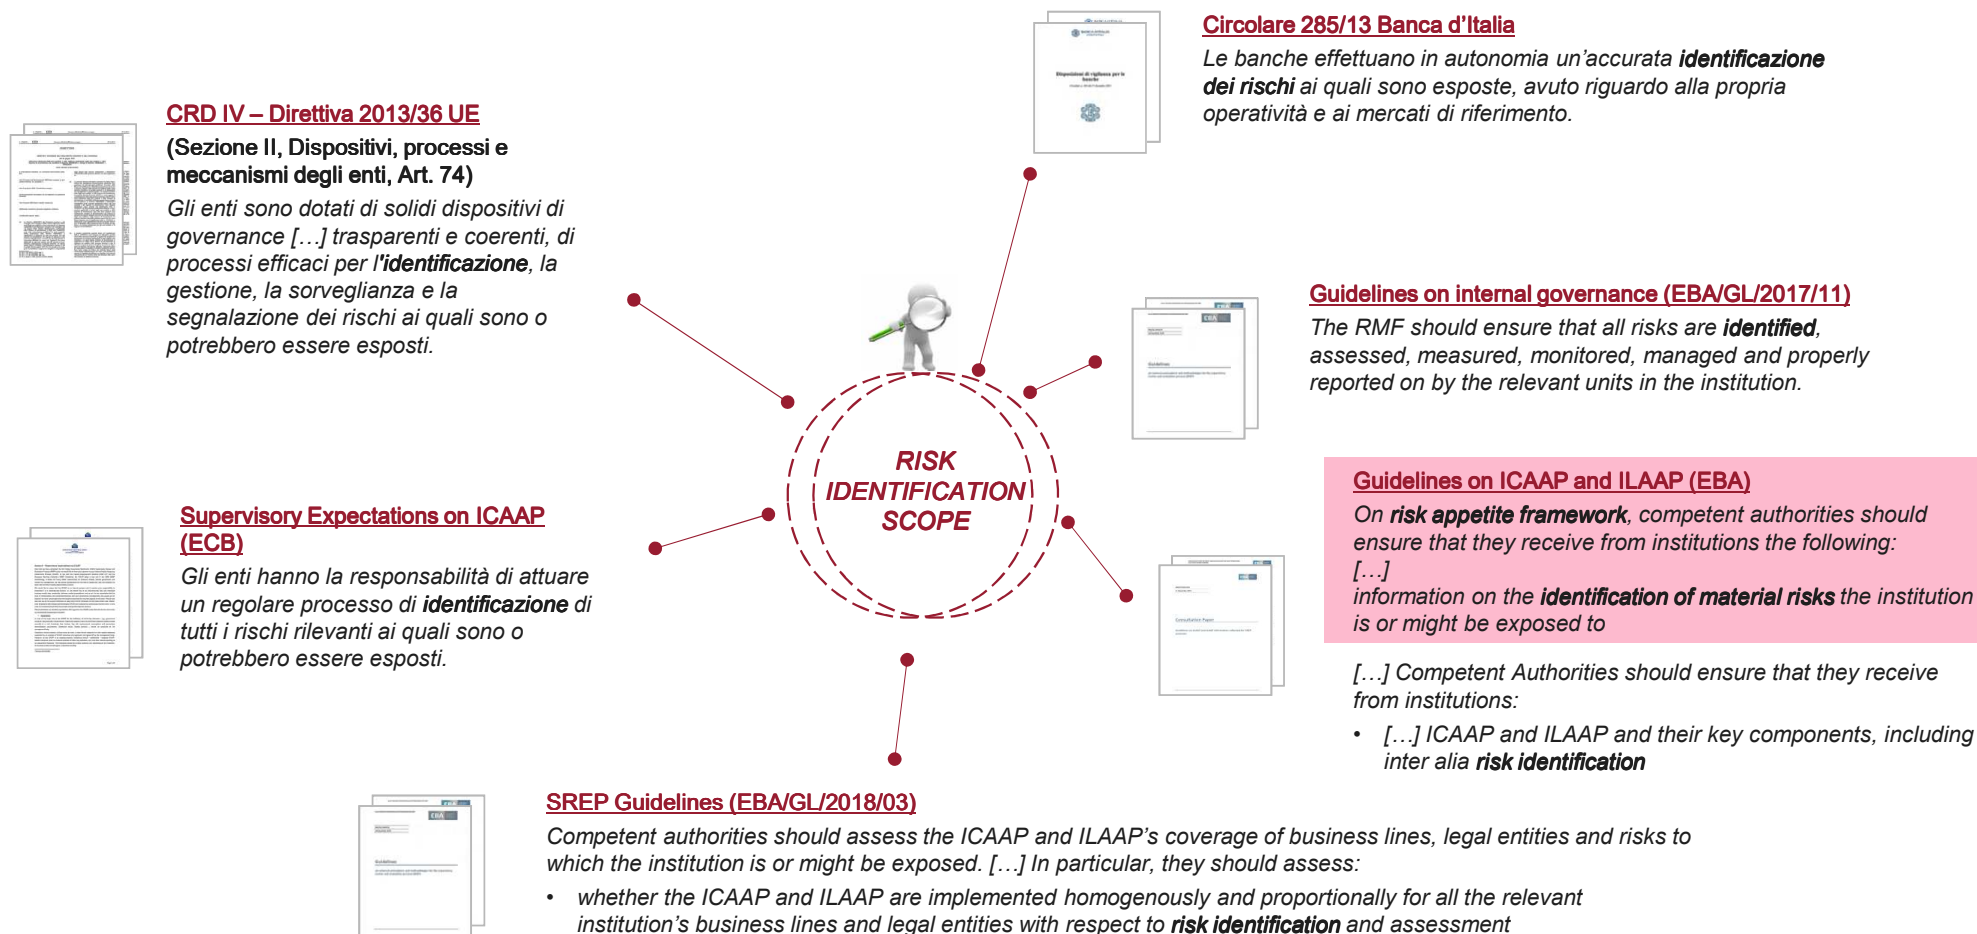 Circolare 285/13 Banca d'Italia
Le banche effettuano in autonomia un'accurata identificazione
dei rischi ai quali sono esposte, avuto riguardo alla propria
operatività e ai mercati di riferimento.
CRD IV – Direttiva 2013/36 UE
(Sezione II, Dispositivi, processi e
meccanismi degli enti, Art. 74)
Gli enti sono dotati di solidi dispositivi di
governance […] trasparenti e coerenti, di
processi efficaci per l'identificazione, la
gestione, la sorveglianza e la
segnalazione dei rischi ai quali sono o
potrebbero essere esposti.
Guidelines on internal governance (EBA/GL/2017/11)
The RMF should ensure that all risks are identified,
assessed, measured, monitored, managed and properly
reported on by the relevant units in the institution.
RISK
IDENTIFICATION
SCOPE
Guidelines on ICAAP and ILAAP (EBA)
On risk appetite framework, competent authorities should
ensure that they receive from institutions the following:
[…]
information on the identification of material risks the institution
is or might be exposed to
[…] Competent Authorities should ensure that they receive
from institutions:
• […] ICAAP and ILAAP and their key components, including
inter alia risk identification
Supervisory Expectations on ICAAP
(ECB)
Gli enti hanno la responsabilità di attuare
un regolare processo di identificazione di
tutti i rischi rilevanti ai quali sono o
potrebbero essere esposti.
SREP Guidelines (EBA/GL/2018/03)
Competent authorities should assess the ICAAP and ILAAP's coverage of business lines, legal entities and risks to
which the institution is or might be exposed. […] In particular, they should assess:
• whether the ICAAP and ILAAP are implemented homogenously and proportionally for all the relevant
institution's business lines and legal entities with respect to risk identification and assessment
Disposizioni di vigilanza per le
banche
EBA
Guidelines
Consultation Paper
EBA
Guidelines